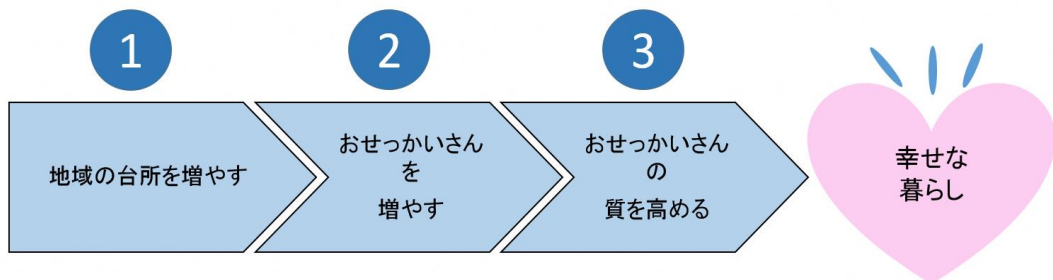 1
2
3
地域の台所を増やす
おせっかいさん
を
増やす
おせっかいさん
の
質を高める
幸せな
暮らし